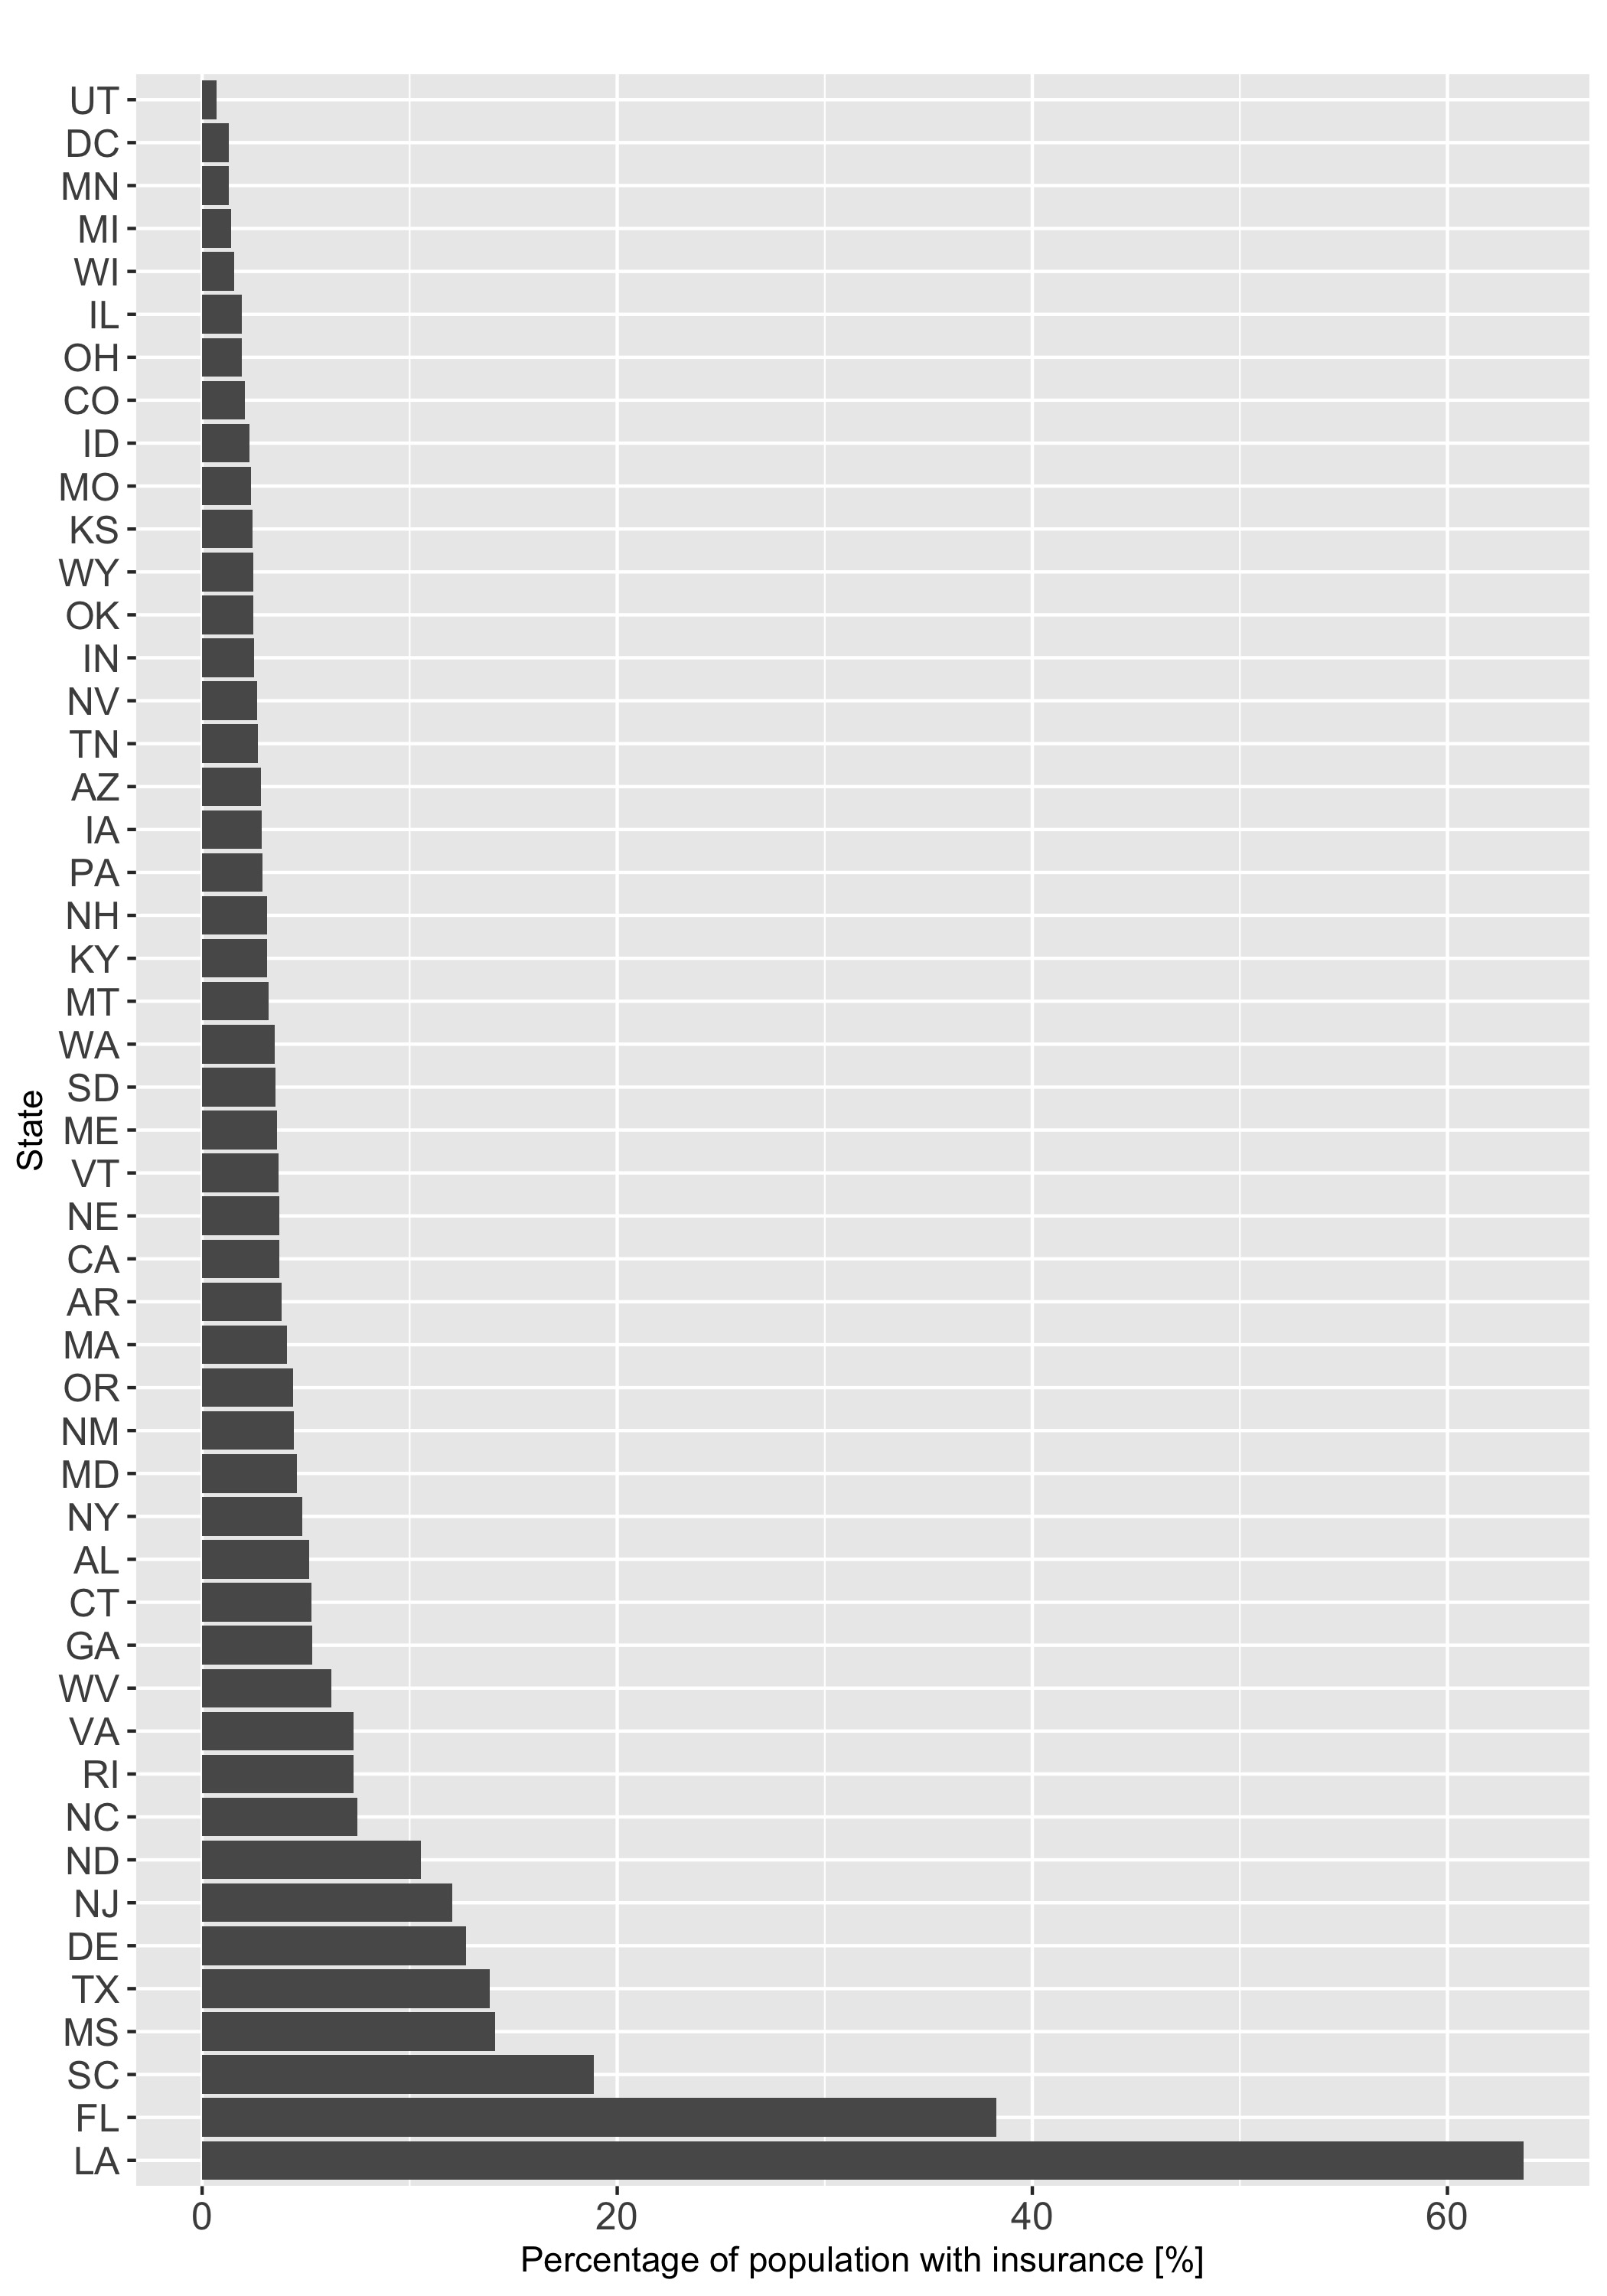 UT
DC
MN
MI
WI
IL
OH
CO
ID
MO
KS
WY
OK
IN
NV
TN
AZ
IA
PA
NH
KY
MT
WA
SD
ME
VT
NE
CA
AR
MA
OR
NM
MD
NY
AL
CT
GA
WV
VA
RI
NC
ND
NJ
DE
TX
MS
SC
FL
LA
State
0 20 40 60
Percentage of population with insurance [%]